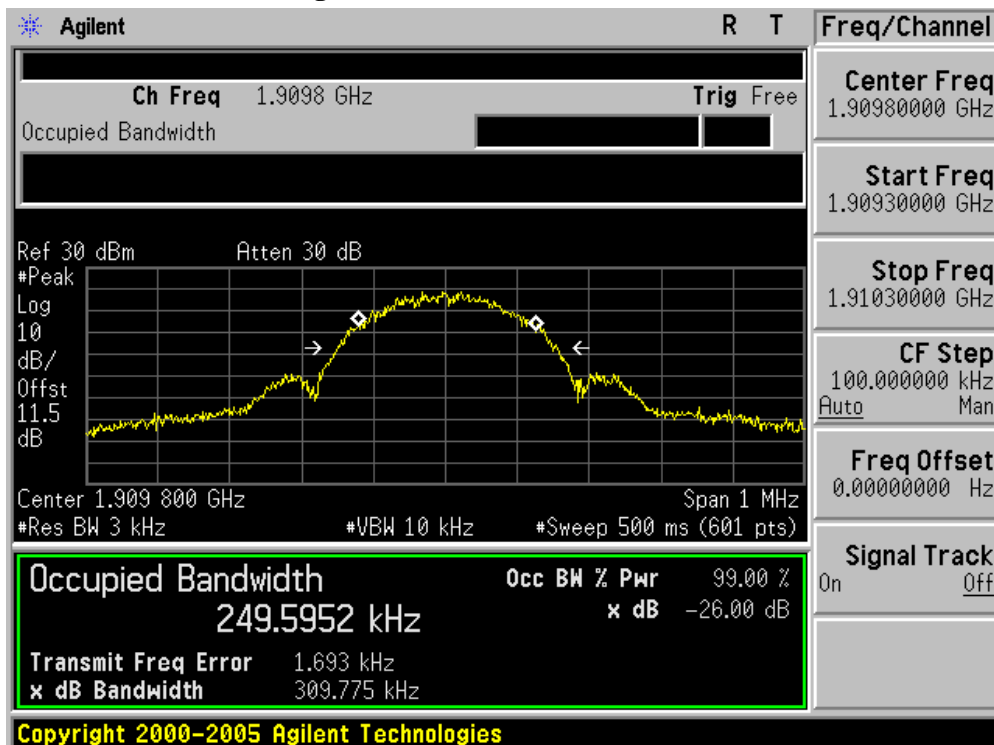 Agilent R T
Ch Freq 1.9098 GHz Trig Free
Occupied Bandwidth
Ref 30 dBm Atten 30 dB
#Peak
Log
10
dB/
Offst
11.5
dB
Center 1.909 800 GHz Span 1 MHz
#Res BW 3 kHz #VBW 10 kHz #Sweep 500 ms (601 pts)
Occupied Bandwidth Occ BW % Pwr 99.00 %
249.5952 kHz x dB -26.00 dB
Transmit Freq Error 1.693 kHz
x dB Bandwidth 309.775 kHz
Copyright 2000-2005 Agilent Technologies
Freq/Channel
Center Freq
1.90980000 GHz
Start Freq
1.90930000 GHz
Stop Freq
1.91030000 GHz
CF Step
100.000000 kHz
Auto Man
Freq Offset
0.00000000 Hz
Signal Track
On Off